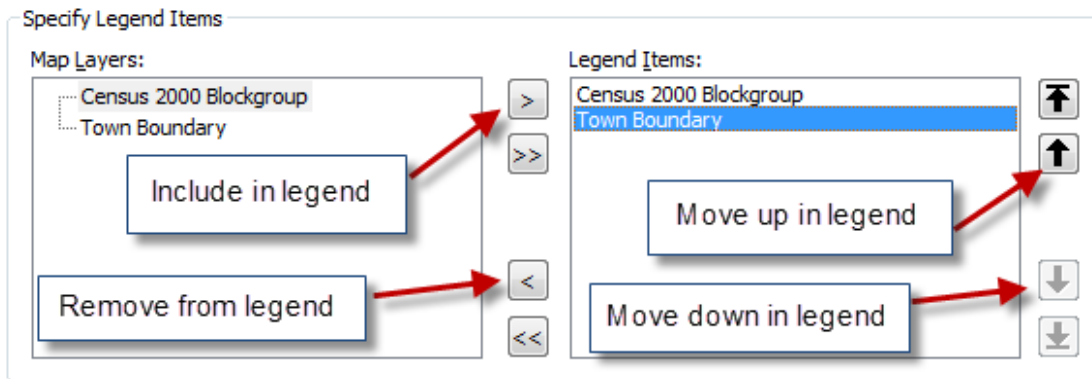 Specify Legend Items
Map Layers:
Census 2000 Blockgroup
Town Boundary
>
>>
Include in legend
<
Remove from legend
<<
Legend Items:
Census 2000 Blockgroup
Town Boundary
Move up in legend
Move down in legend